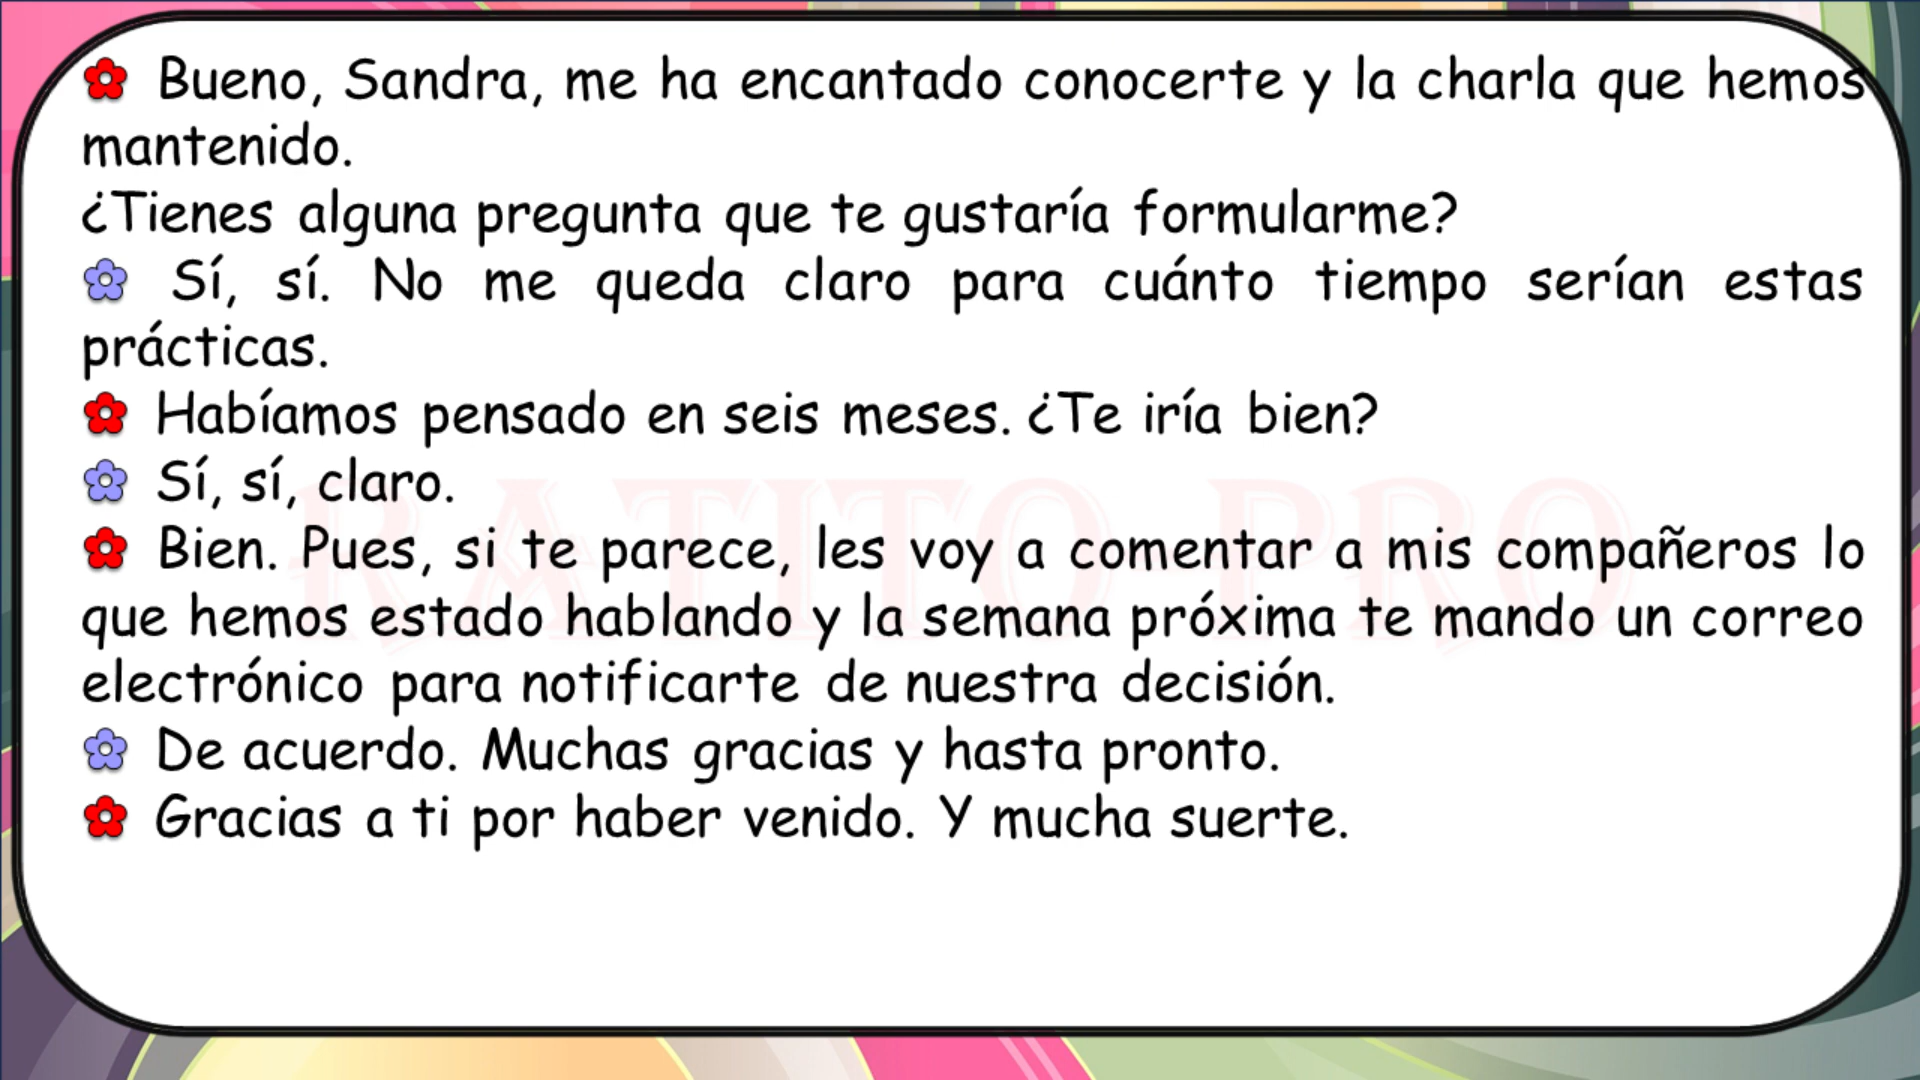 Bueno, Sandra, me ha encantado conocerte y la charla que hemos
mantenido.
¿Tienes alguna pregunta que te gustaría formularme?
Sí, sí. No me queda claro para cuánto tiempo serían estas
prácticas.
Habíamos pensado en seis meses. ¿Te iría bien?
Sí, sí, claro.
RATITO PRO
Bien. Pues, si te parece, les voy a comentar a mis compañeros lo
que hemos estado hablando y la semana próxima te mando un correo
electrónico para notificarte de nuestra decisión.
De acuerdo. Muchas gracias y hasta pronto.
Gracias a ti por haber venido. Y mucha suerte.